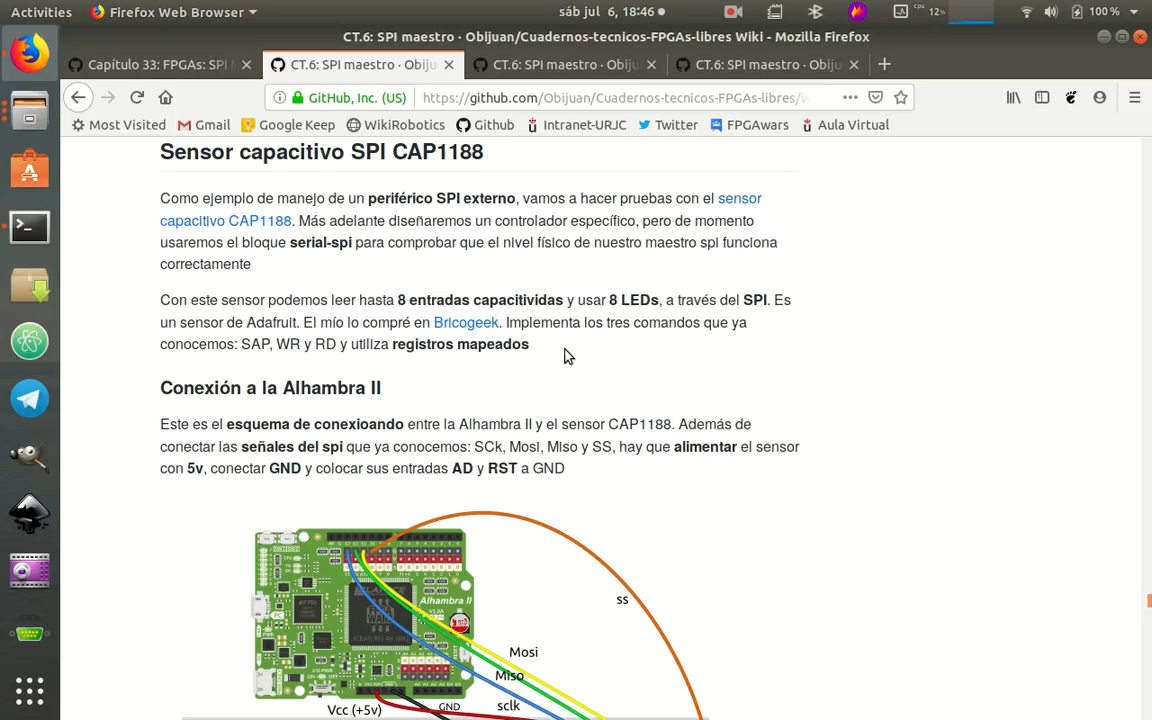 Activities
Firefox Web Browser
sáb jul 6, 18:46
cpu 12%
100 %
CT.6: SPI maestro · Obijuan/Cuadernos-tecnicos-FPGAs-libres Wiki - Mozilla Firefox
Capítulo 33: FPGAs: SPI M
CT.6: SPI maestro · Obiju
CT.6: SPI maestro · Obiju
CT.6: SPI maestro · Obiju
GitHub, Inc. (US)
https://github.com/Obijuan/Cuadernos-tecnicos-FPGAs-libres/w
Most Visited
Gmail
Google Keep
WikiRobotics
Github
Intranet-URJC
Twitter
FPGAwars
Aula Virtual
Sensor capacitivo SPI CAP1188
Como ejemplo de manejo de un periférico SPI externo, vamos a hacer pruebas con el sensor
capacitivo CAP1188. Más adelante diseñaremos un controlador específico, pero de momento
usaremos el bloque serial-spi para comprobar que el nivel físico de nuestro maestro spi funciona
correctamente
Con este sensor podemos leer hasta 8 entradas capacitividas y usar 8 LEDs, a través del SPI. Es
un sensor de Adafruit. El mío lo compré en Bricogeek. Implementa los tres comandos que ya
conocemos: SAP, WR y RD y utiliza registros mapeados
Conexión a la Alhambra II
Este es el esquema de conexioando entre la Alhambra II y el sensor CAP1188. Además de
conectar las señales del spi que ya conocemos: SCk, Mosi, Miso y SS, hay que alimentar el sensor
con 5v, conectar GND y colocar sus entradas AD y RST a GND
Alhambra II
ss
Mosi
Miso
sclk
Vcc (+5v)
GND